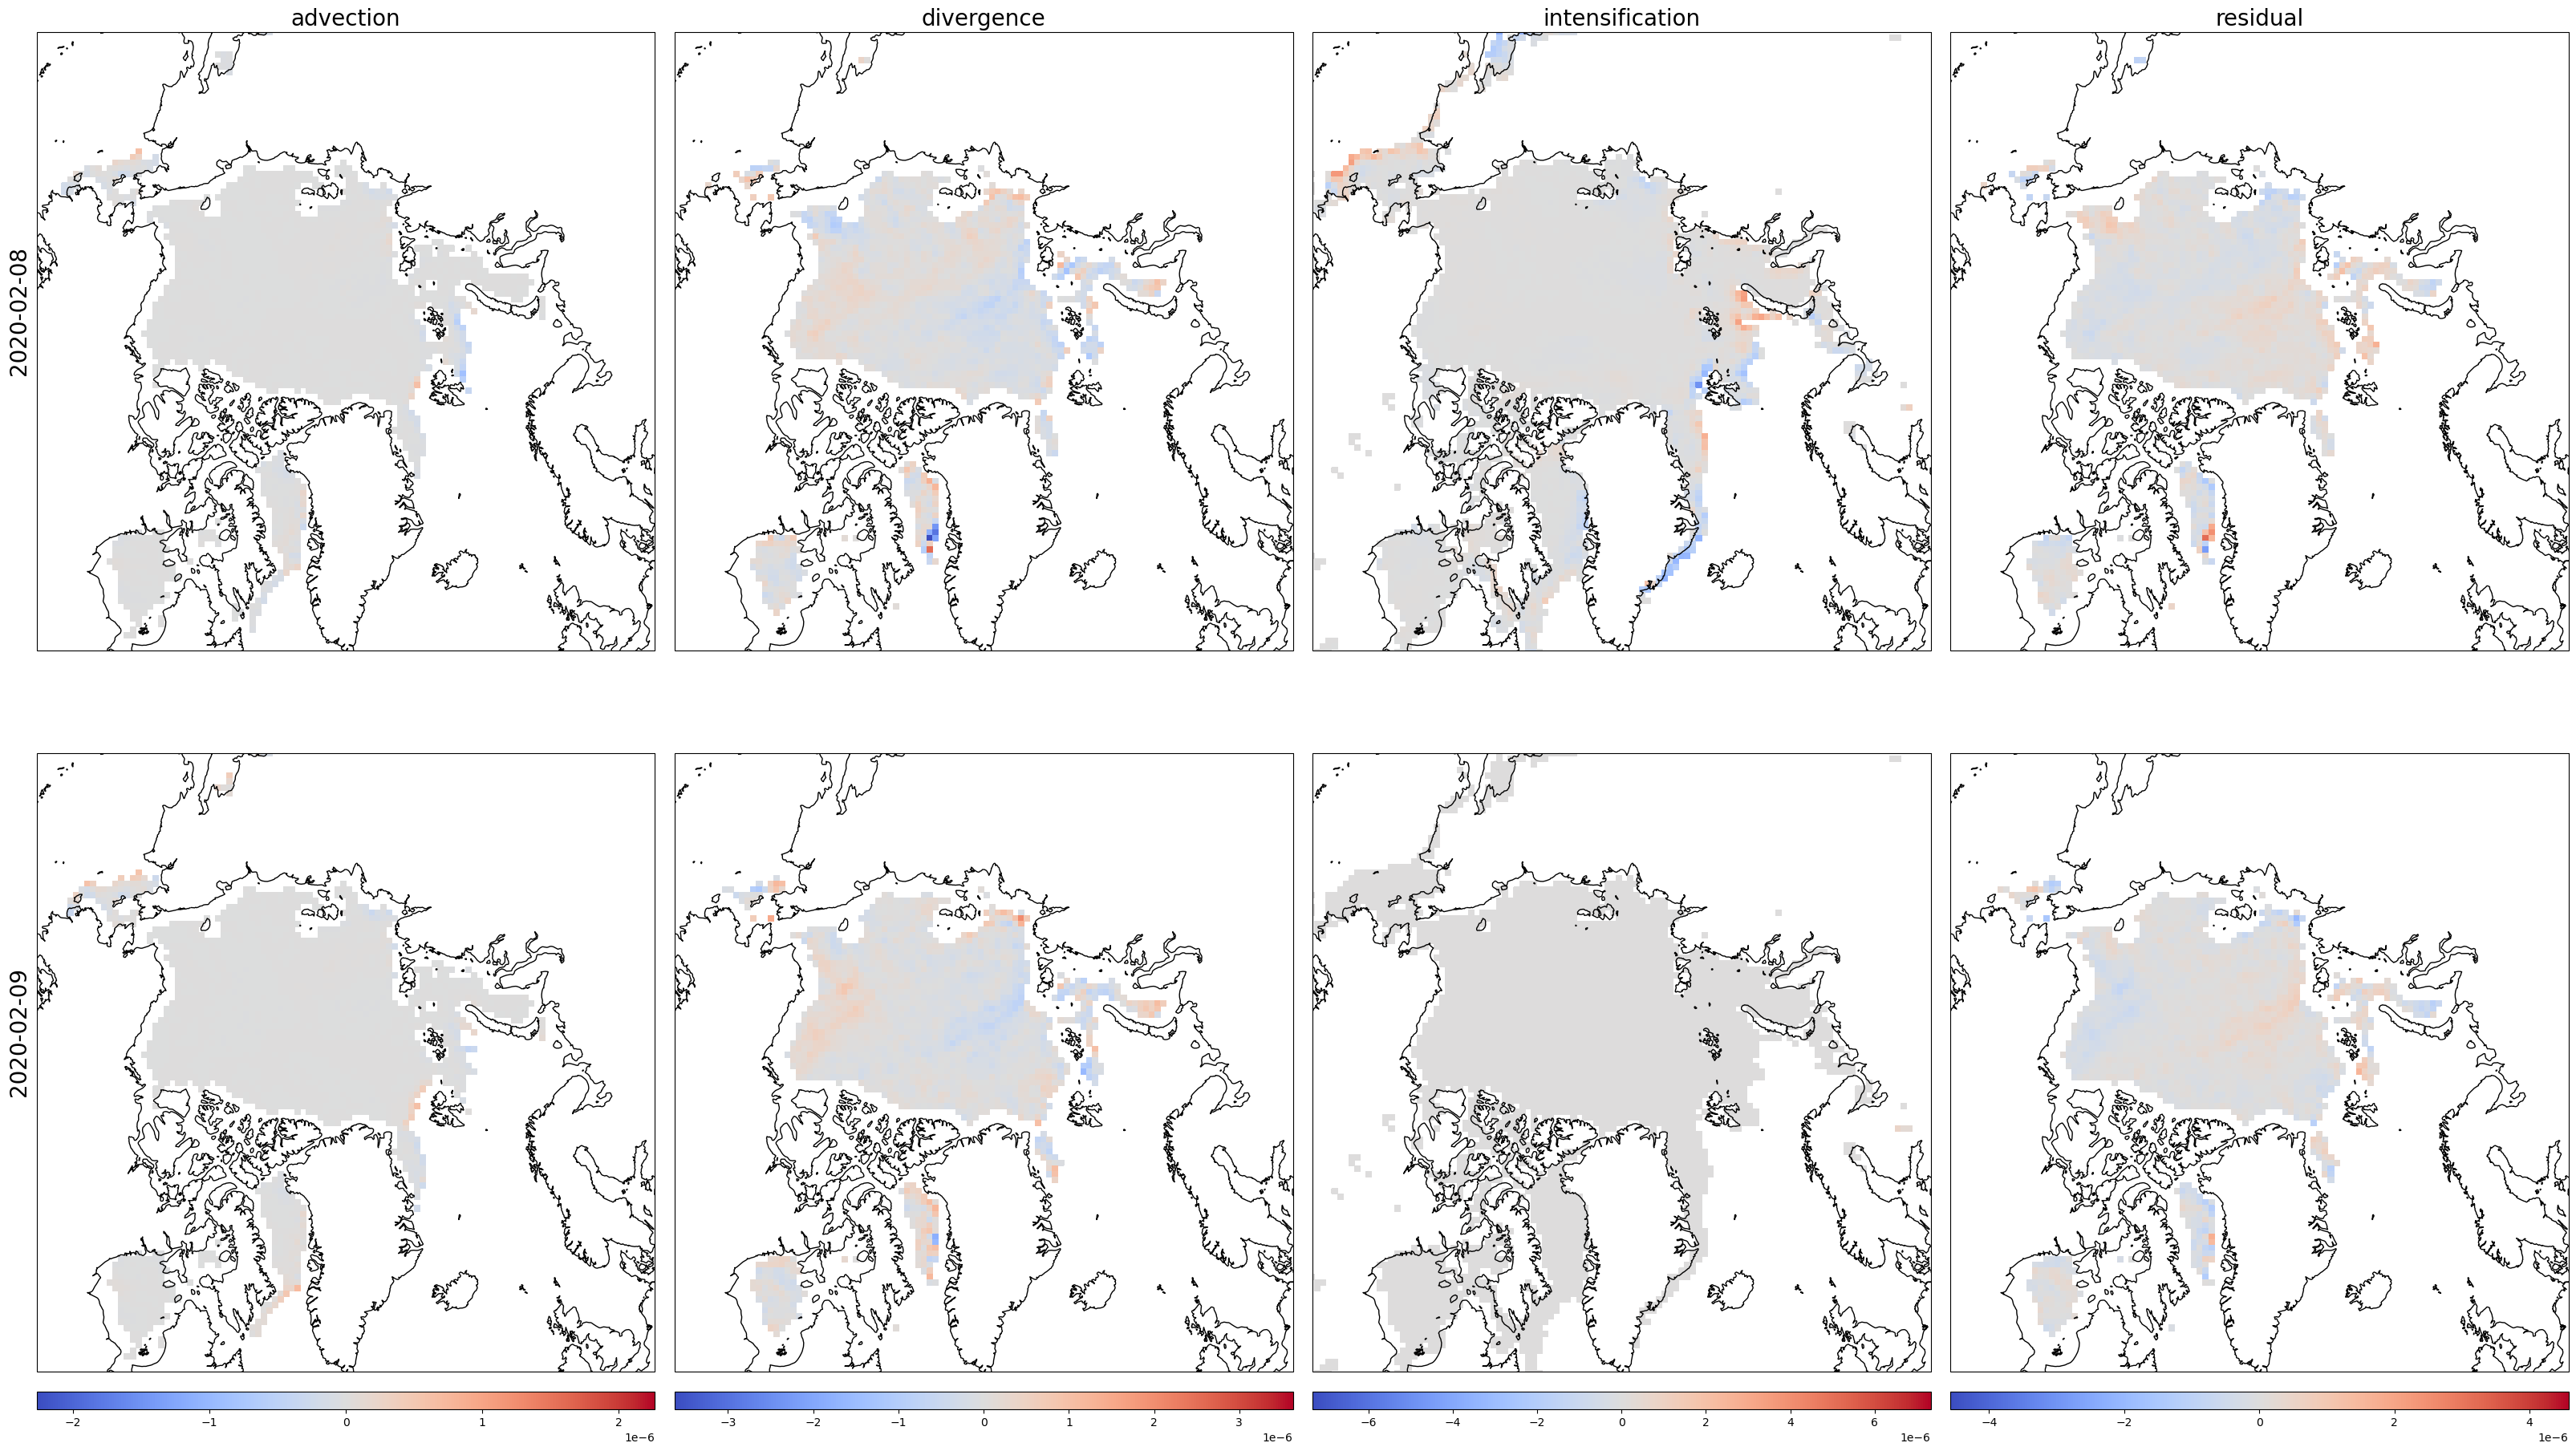 advection divergence intensification residual
2020-02-08
2020-02-09
−2 −1 0 1 2 −3 −2 −1 0 1 2 3 −6 −4 −2 0 2 4 6 −4 −2 0 2 4
1e−6 1e−6 1e−6 1e−6